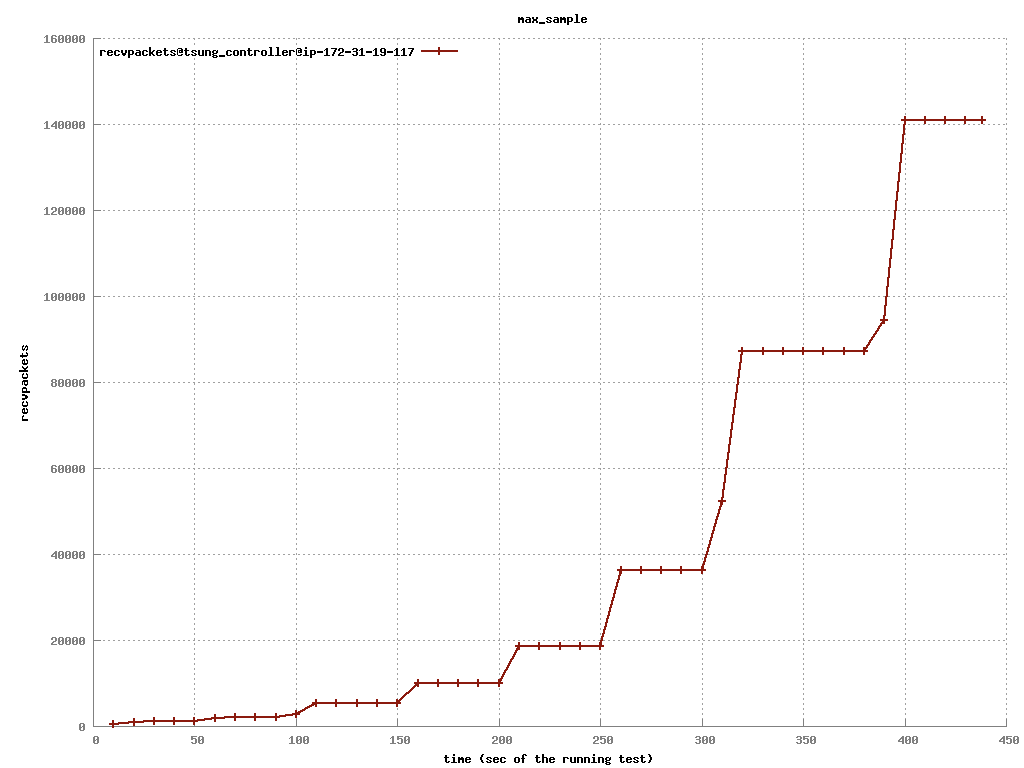 max_sample
160000
recvpackets@tsung_controller@ip-172-31-19-117
140000
120000
100000
80000
60000
40000
20000
0
recvpackets
0 50 100 150 200 250 300 350 400 450
time (sec of the running test)